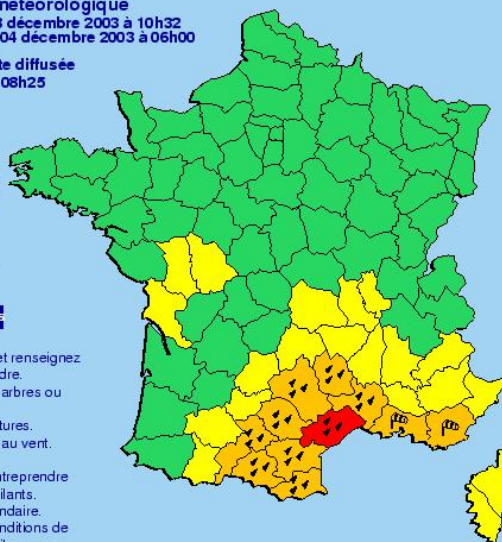 météorologique
décembre 2003 à 10h32
04 décembre 2003 à 06h00
te diffusée
08h25
et renseignez
dre.
arbres ou
tures.
au vent.
ntreprendre
ilants.
ndaire.
nditions de